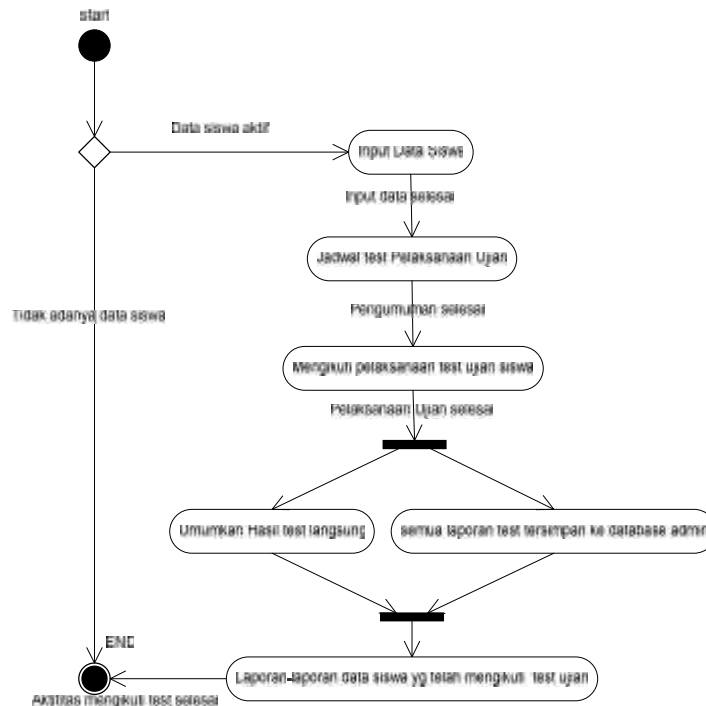 start
Data siswa aktif
Input Data Siswa
Input data selesai
Jadwal test Pelaksanaan Ujian
Tidak adanya data siswa
Pengumuman selesai
Mengikuti pelaksanaan test ujian siswa
Pelaksanaan Ujian selesai
Umumkan Hasil test langsung
semua laporan test tersimpan ke database admin
END
Laporan-laporan data siswa yg telah mengikuti test ujian
Aktifitas mengikuti test selesai